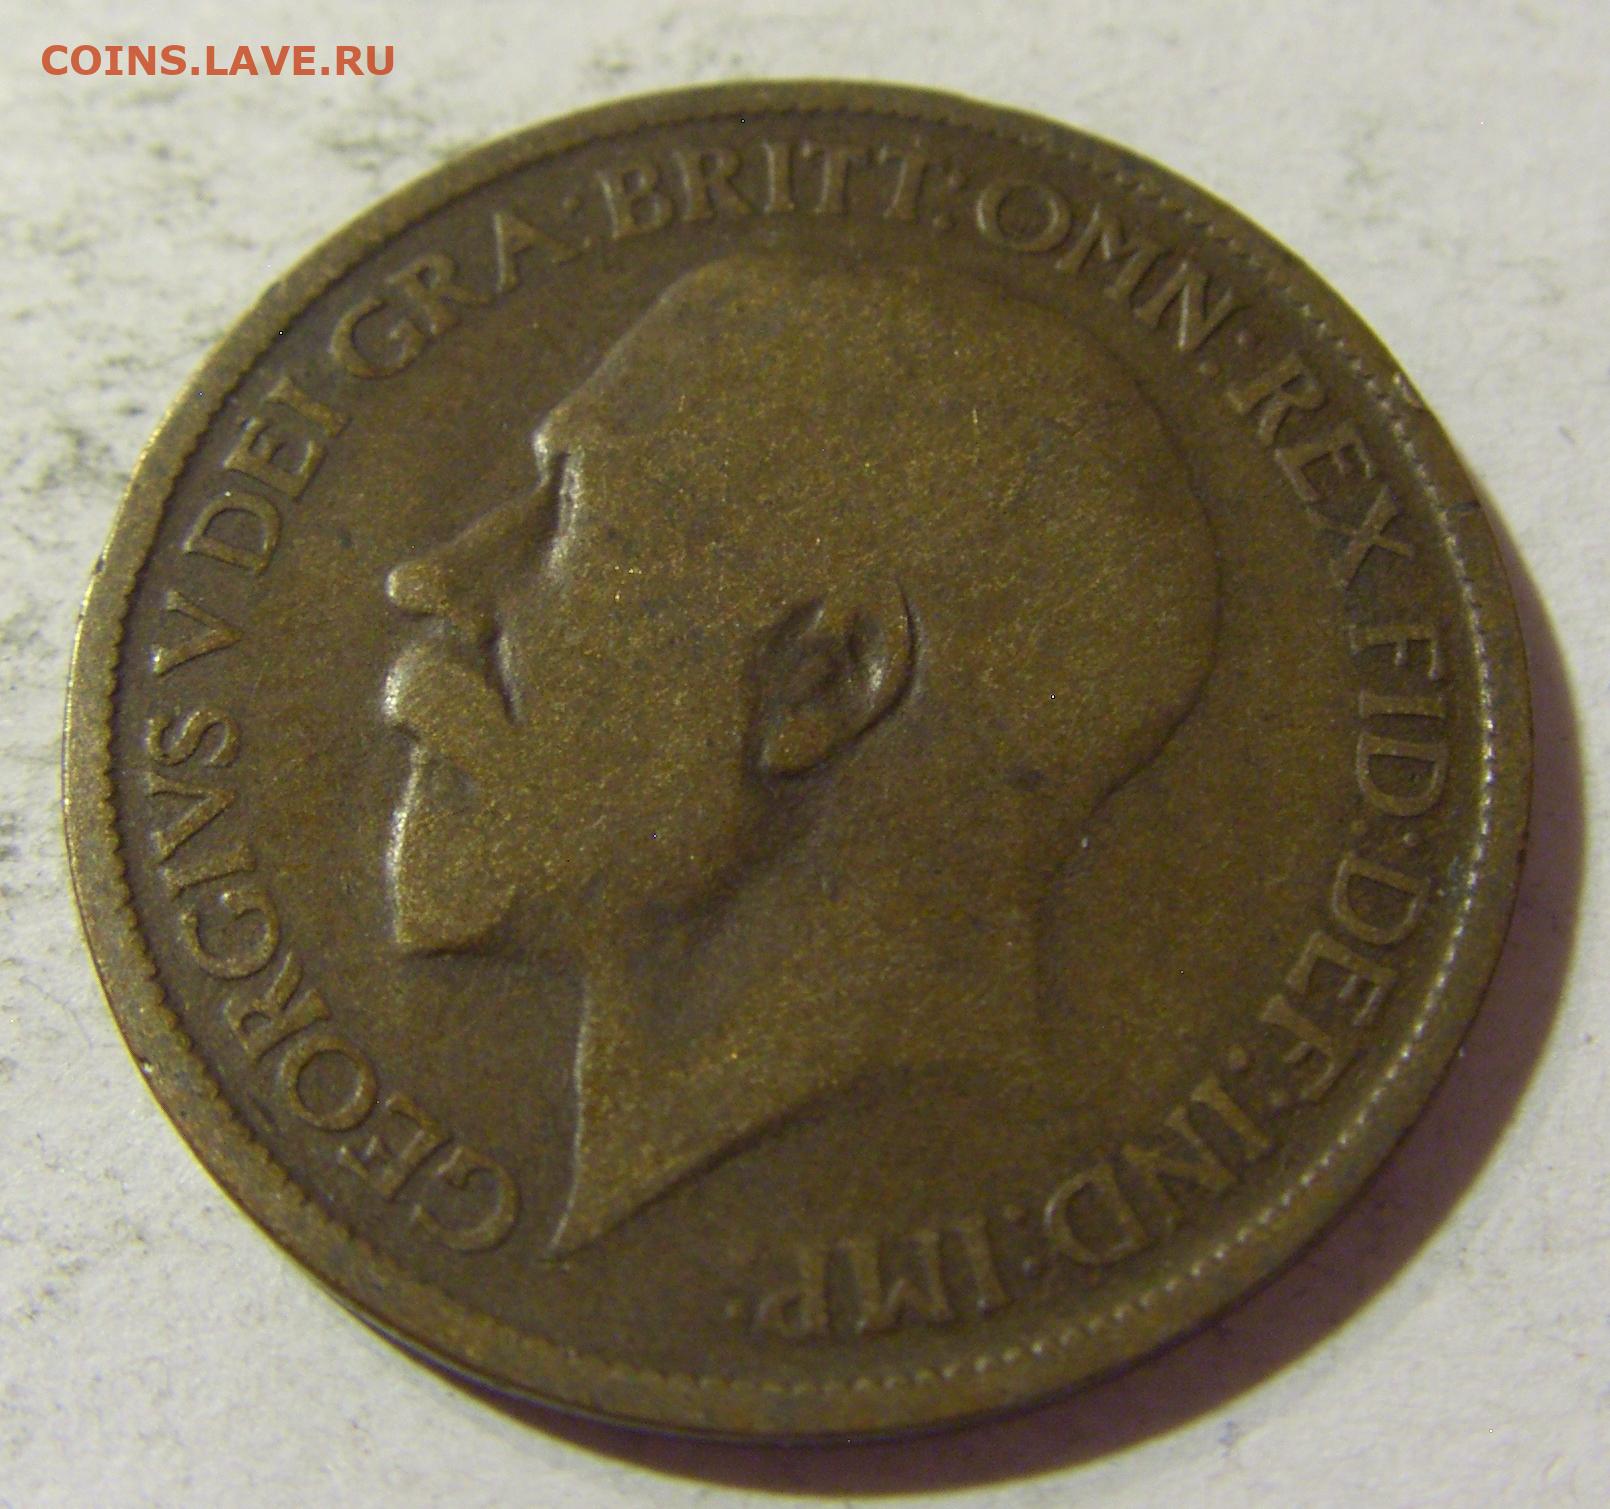 COINS.LAVE.RU
GEORGIVS V DEI GRA: BRITT: OMN: REX FID: DEF: IND: IMP.